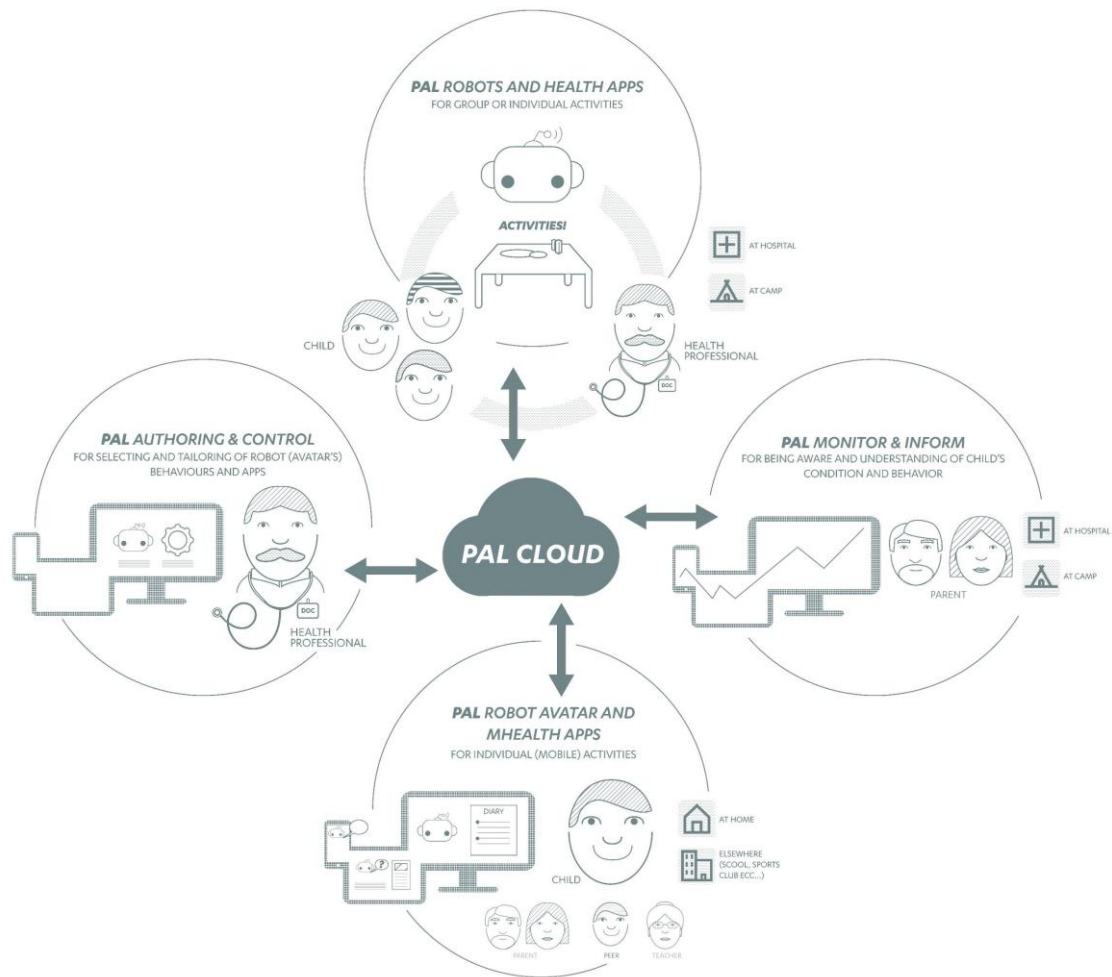 PAL ROBOTS AND HEALTH APPS
FOR GROUP OR INDIVIDUAL ACTIVITIES
ACTIVITIES!
AT HOSPITAL
AT CAMP
CHILD
HEALTH
PROFESSIONAL
DOC
PAL AUTHORING & CONTROL
FOR SELECTING AND TAILORING OF ROBOT (AVATAR'S)
BEHAVIOURS AND APPS
DOC
HEALTH
PROFESSIONAL
PAL CLOUD
PAL MONITOR & INFORM
FOR BEING AWARE AND UNDERSTANDING OF CHILD'S
CONDITION AND BEHAVIOR
AT HOSPITAL
AT CAMP
PARENT
PAL ROBOT AVATAR AND
MHEALTH APPS
FOR INDIVIDUAL (MOBILE) ACTIVITIES
DIARY
?
CHILD
AT HOME
ELSEWHERE
(SCOOL, SPORTS
CLUB ECC...)
PARENT
PEER
TEACHER